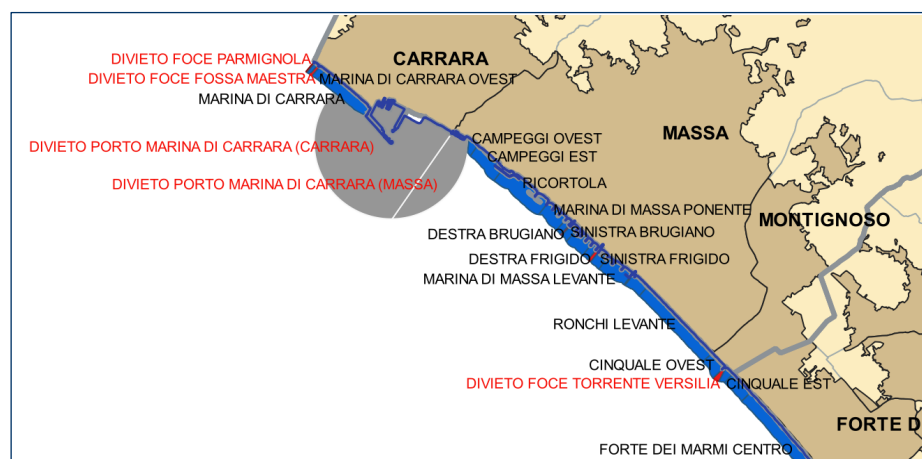 DIVIETO FOCE PARMIGNOLA
CARRARA
DIVIETO FOCE FOSSA MAESTRA
MARINA DI CARRARA OVEST
MARINA DI CARRARA
MASSA
CAMPEGGI OVEST
DIVIETO PORTO MARINA DI CARRARA (CARRARA)
CAMPEGGI EST
DIVIETO PORTO MARINA DI CARRARA (MASSA)
RICORTOLA
MARINA DI MASSA PONENTE
MONTIGNOSO
DESTRA BRUGIANO
SINISTRA BRUGIANO
DESTRA FRIGIDO
SINISTRA FRIGIDO
MARINA DI MASSA LEVANTE
RONCHI LEVANTE
CINQUALE OVEST
DIVIETO FOCE TORRENTE VERSILIA
CINQUALE EST
FORTE D
FORTE DEI MARMI CENTRO